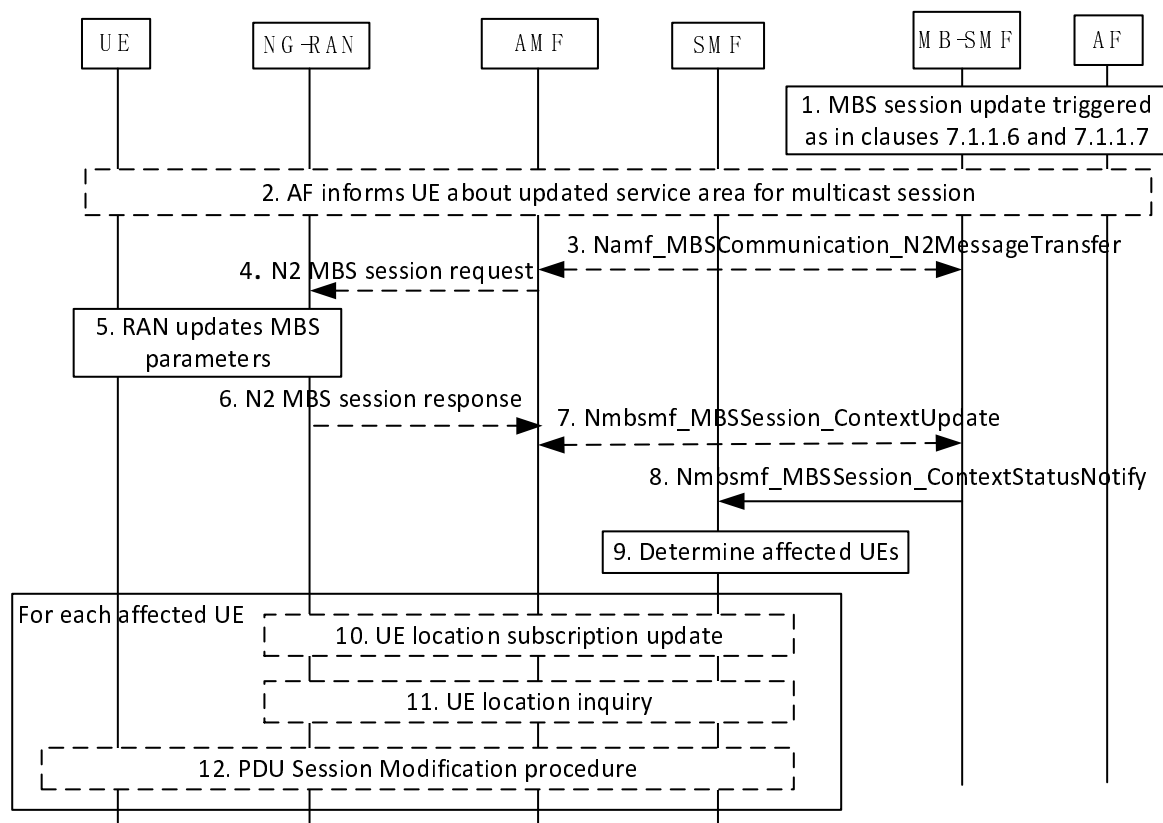 UE
NG-RAN
AMF
SMF
MB-SMF
AF
1. MBS session update triggered
as in clauses 7.1.1.6 and 7.1.1.7
2. AF informs UE about updated service area for multicast session
3. Namf_MBSCommunication_N2MessageTransfer
4. N2 MBS session request
5. RAN updates MBS
parameters
6. N2 MBS session response
7. Nmbsmf_MBSSession_ContextUpdate
8. Nmbsmf_MBSSession_ContextStatusNotify
9. Determine affected UEs
For each affected UE
10. UE location subscription update
11. UE location inquiry
12. PDU Session Modification procedure